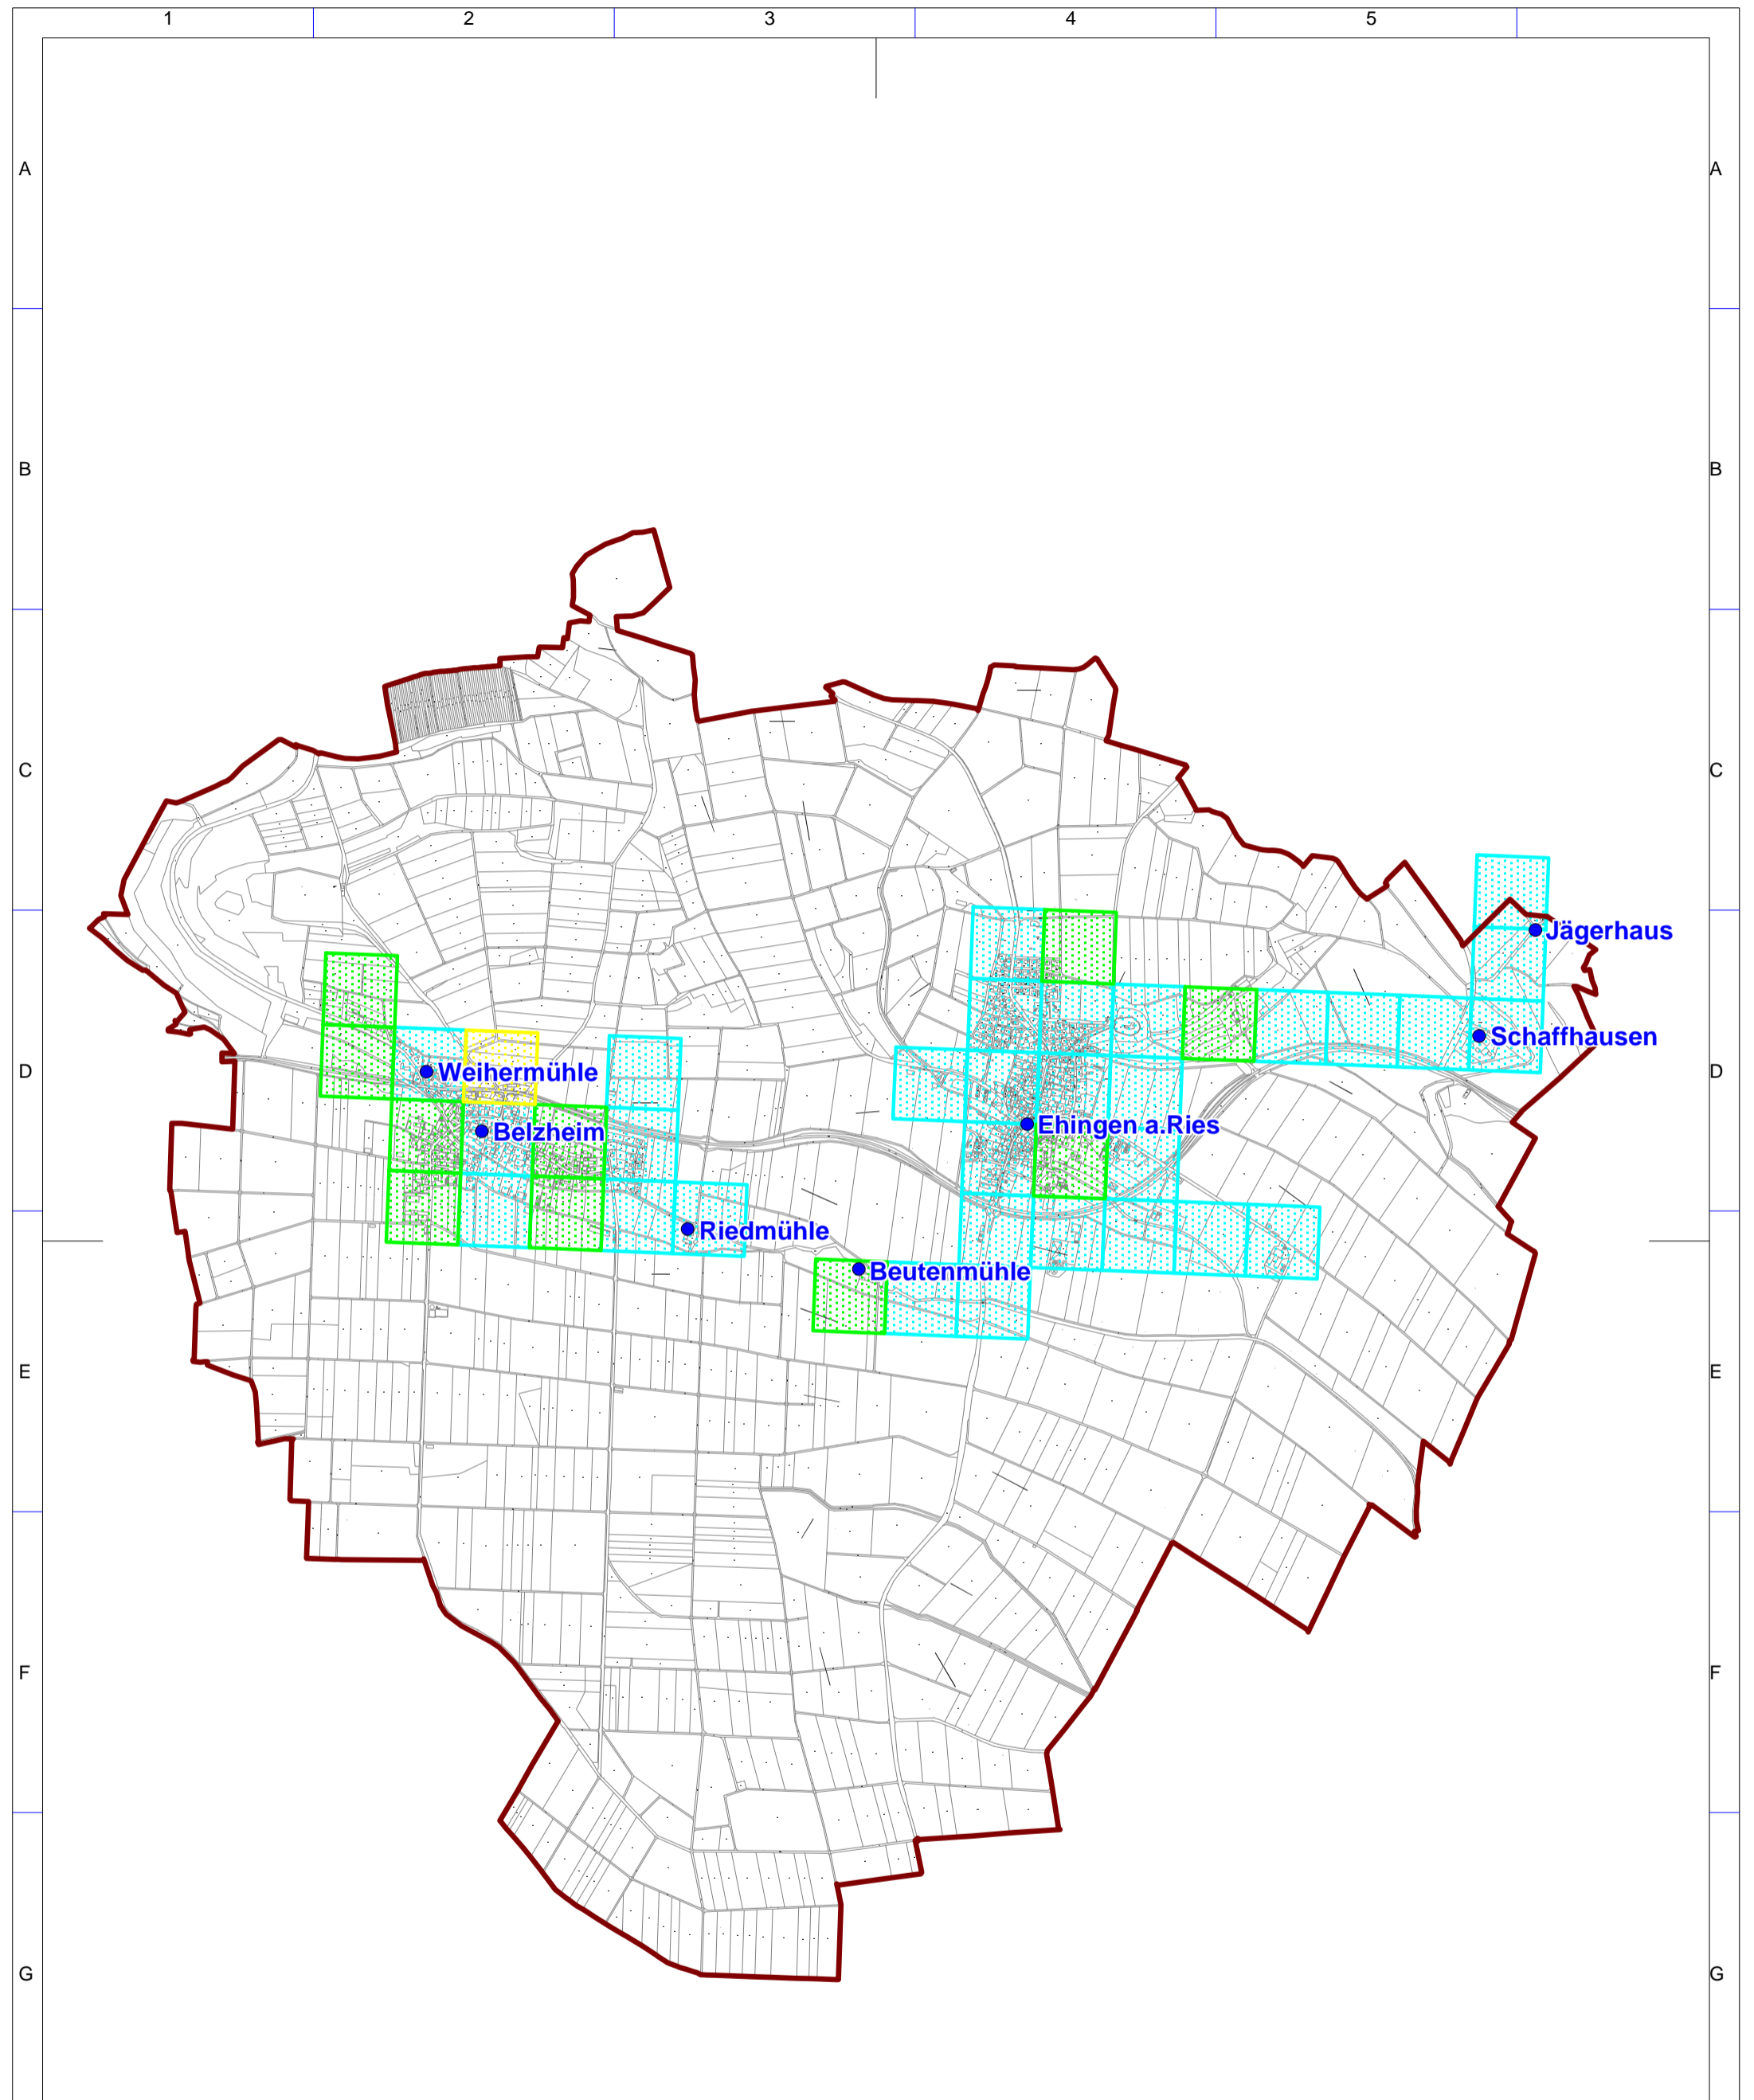 1 2 3 4 5
A A
B B
C C
Jägerhaus
Schaffhausen
D Weihermühle D
Ehingen a.Ries
Belzheim
Riedmühle
Beutenmühle
E E
F F
G G